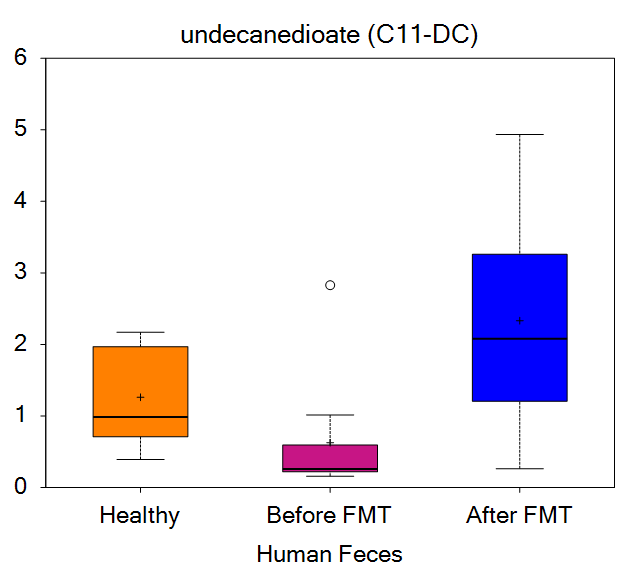 undecanedioate (C11-DC)
6
5
4
3
2
1
0
Healthy Before FMT After FMT
Human Feces